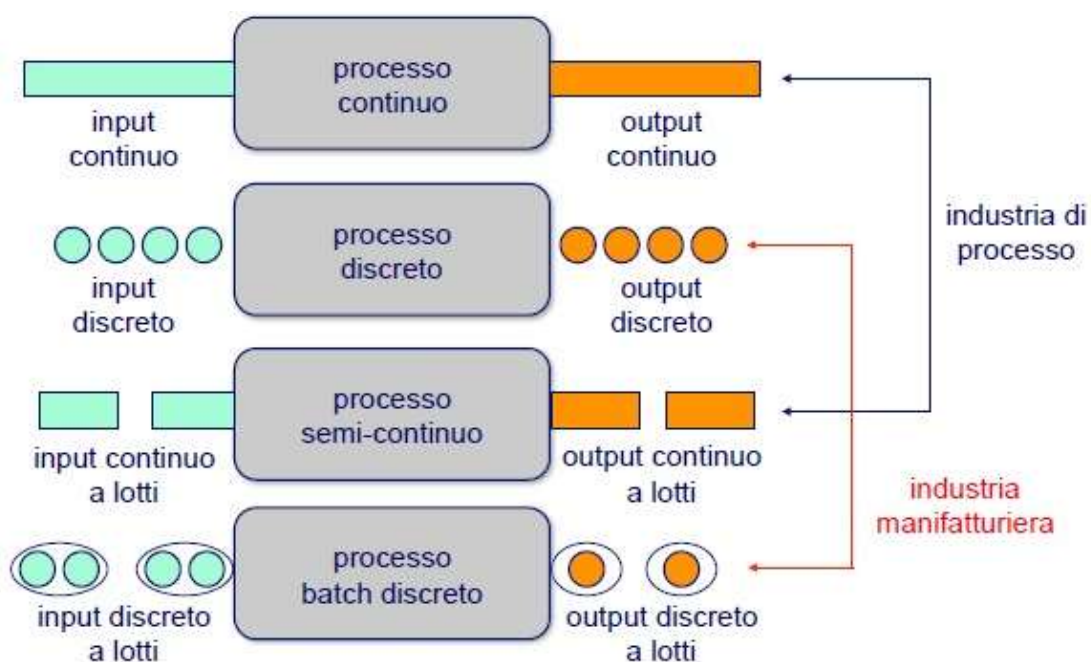 processo
continuo
input
continuo
output
continuo
processo
discreto
input
discreto
output
discreto
industria di
processo
processo
semi-continuo
input continuo
a lotti
output continuo
a lotti
industria
manifatturiera
processo
batch discreto
input discreto
a lotti
output discreto
a lotti